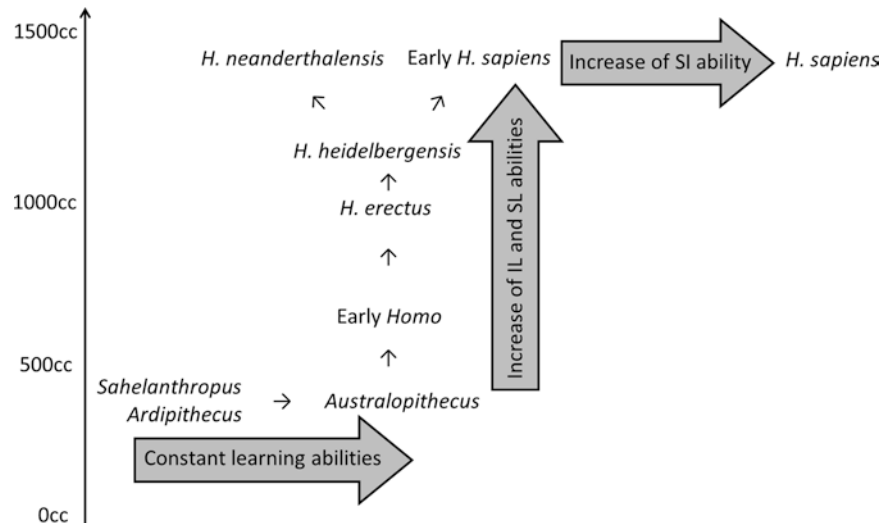 1500cc
H. neanderthalensis
Early H. sapiens
Increase of SI ability
H. sapiens
H. heidelbergensis
1000cc
H. erectus
Increase of IL and SL abilities
Early Homo
500cc
Sahelanthropus
Ardipithecus
Australopithecus
Constant learning abilities
0cc